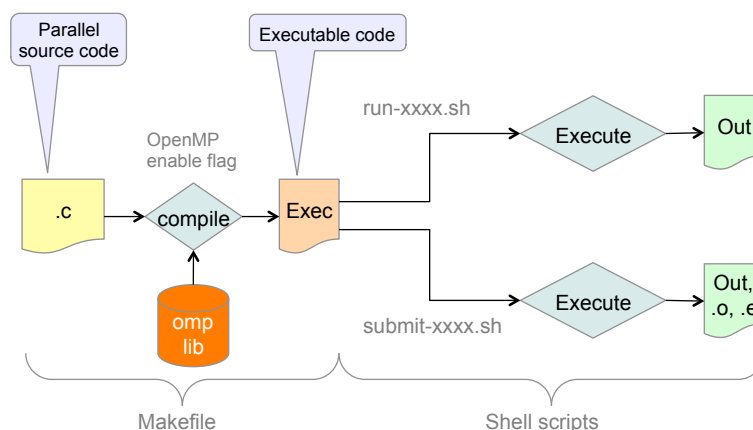 Parallel
source code
Executable code
run-xxxx.sh
OpenMP
enable flag
Execute
Out
.c
compile
Exec
omp
lib
submit-xxxx.sh
Execute
Out,
.o, .e
Makefile
Shell scripts